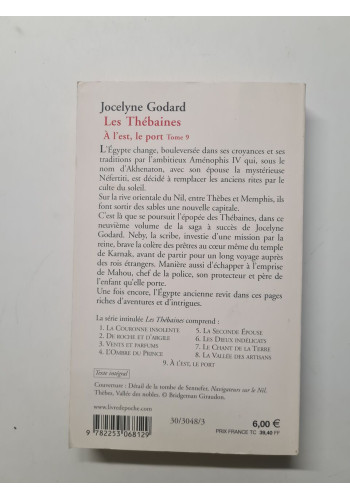 Jocelyne Godard
Les Thébaines
À l'est, le port Tome 9
L'Égypte change, bouleversée dans ses croyances et ses
traditions par l'ambitieux Aménophis IV qui, sous le
nom d'Akhenaton, avec son épouse la mystérieuse
Néfertiti, est décidé à remplacer les anciens rites par le
culte du soleil.
Sur la rive orientale du Nil, entre Thèbes et Memphis, ils
font sortir des sables une nouvelle capitale.
C'est là que se poursuit l'épopée des Thébaines, dans ce
neuvième volume de la saga à succès de Jocelyne
Godard. Neby, la scribe, investie d'une mission par la
reine, brave la colère des prêtres au cœur même du temple
de Karnak, avant de partir pour un long voyage auprès
des rois étrangers. Manière aussi d'échapper à l'emprise
de Mahou, chef de la police, son protecteur et père de
l'enfant qu'elle porte.
Une fois encore, l'Égypte ancienne revit dans ces pages
riches d'aventures et d'intrigues.
La série intitulée Les Thébaines comprend :
1. La Couronne insolente
2. De roche et d'argile
3. Vents et parfums
4. L'Ombre du Prince
5. La Seconde Épouse
6. Les Dieux indélicats
7. Le Chant de la Terre
8. La Vallée des artisans
9. À l'est, le port
Texte intégral
Couverture : Détail de la tombe de Sennefer, Navigateurs sur le Nil.
Thèbes, Vallée des nobles. © Bridgeman Giraudon.
www.livredepoche.com
9 782253 068129
30/3048/3
6,00 €
PRIX FRANCE TC 39,40 FF